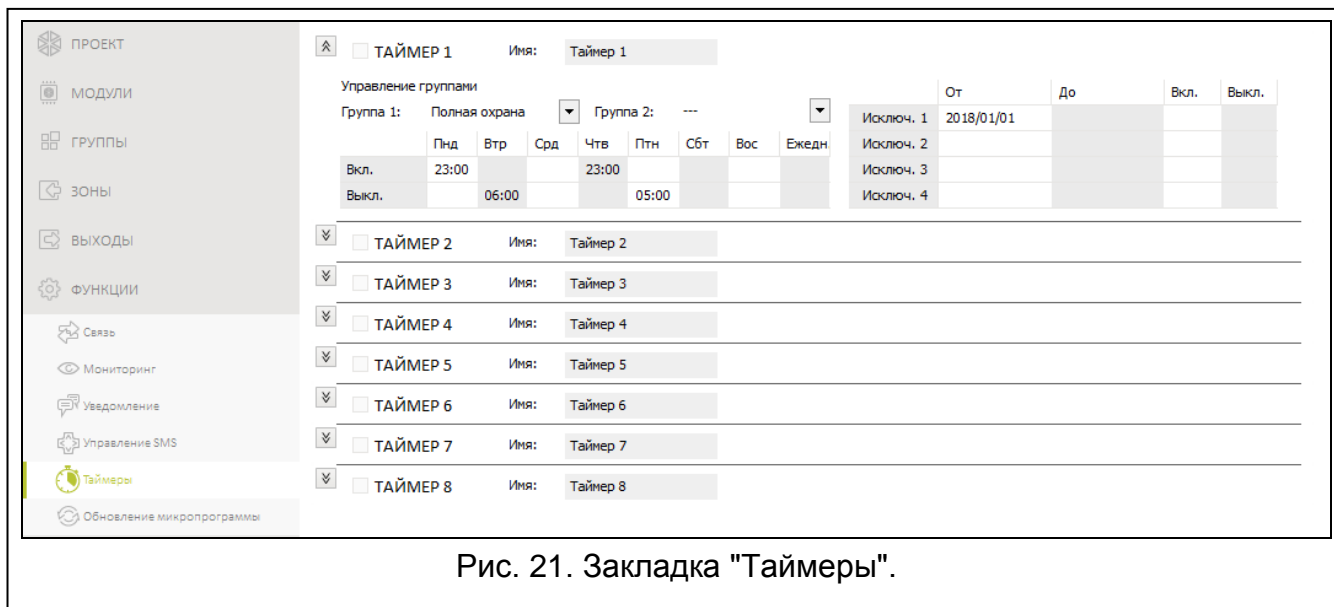 ПРОЕКТ
МОДУЛИ
ГРУППЫ
ЗОНЫ
ВЫХОДЫ
ФУНКЦИИ
Связь
Мониторинг
Уведомление
Управление SMS
Таймеры
Обновление микропрограммы
ТАЙМЕР 1 Имя: Таймер 1
Управление группами
Группа 1: Полная охрана Группа 2: ---
Пнд Втр Срд Чтв Птн Сбт Вос Ежедн.
Вкл. 23:00 23:00
Выкл. 06:00 05:00
От До Вкл. Выкл.
Исключ. 1 2018/01/01
Исключ. 2
Исключ. 3
Исключ. 4
ТАЙМЕР 2 Имя: Таймер 2
ТАЙМЕР 3 Имя: Таймер 3
ТАЙМЕР 4 Имя: Таймер 4
ТАЙМЕР 5 Имя: Таймер 5
ТАЙМЕР 6 Имя: Таймер 6
ТАЙМЕР 7 Имя: Таймер 7
ТАЙМЕР 8 Имя: Таймер 8
Рис. 21. Закладка "Таймеры".